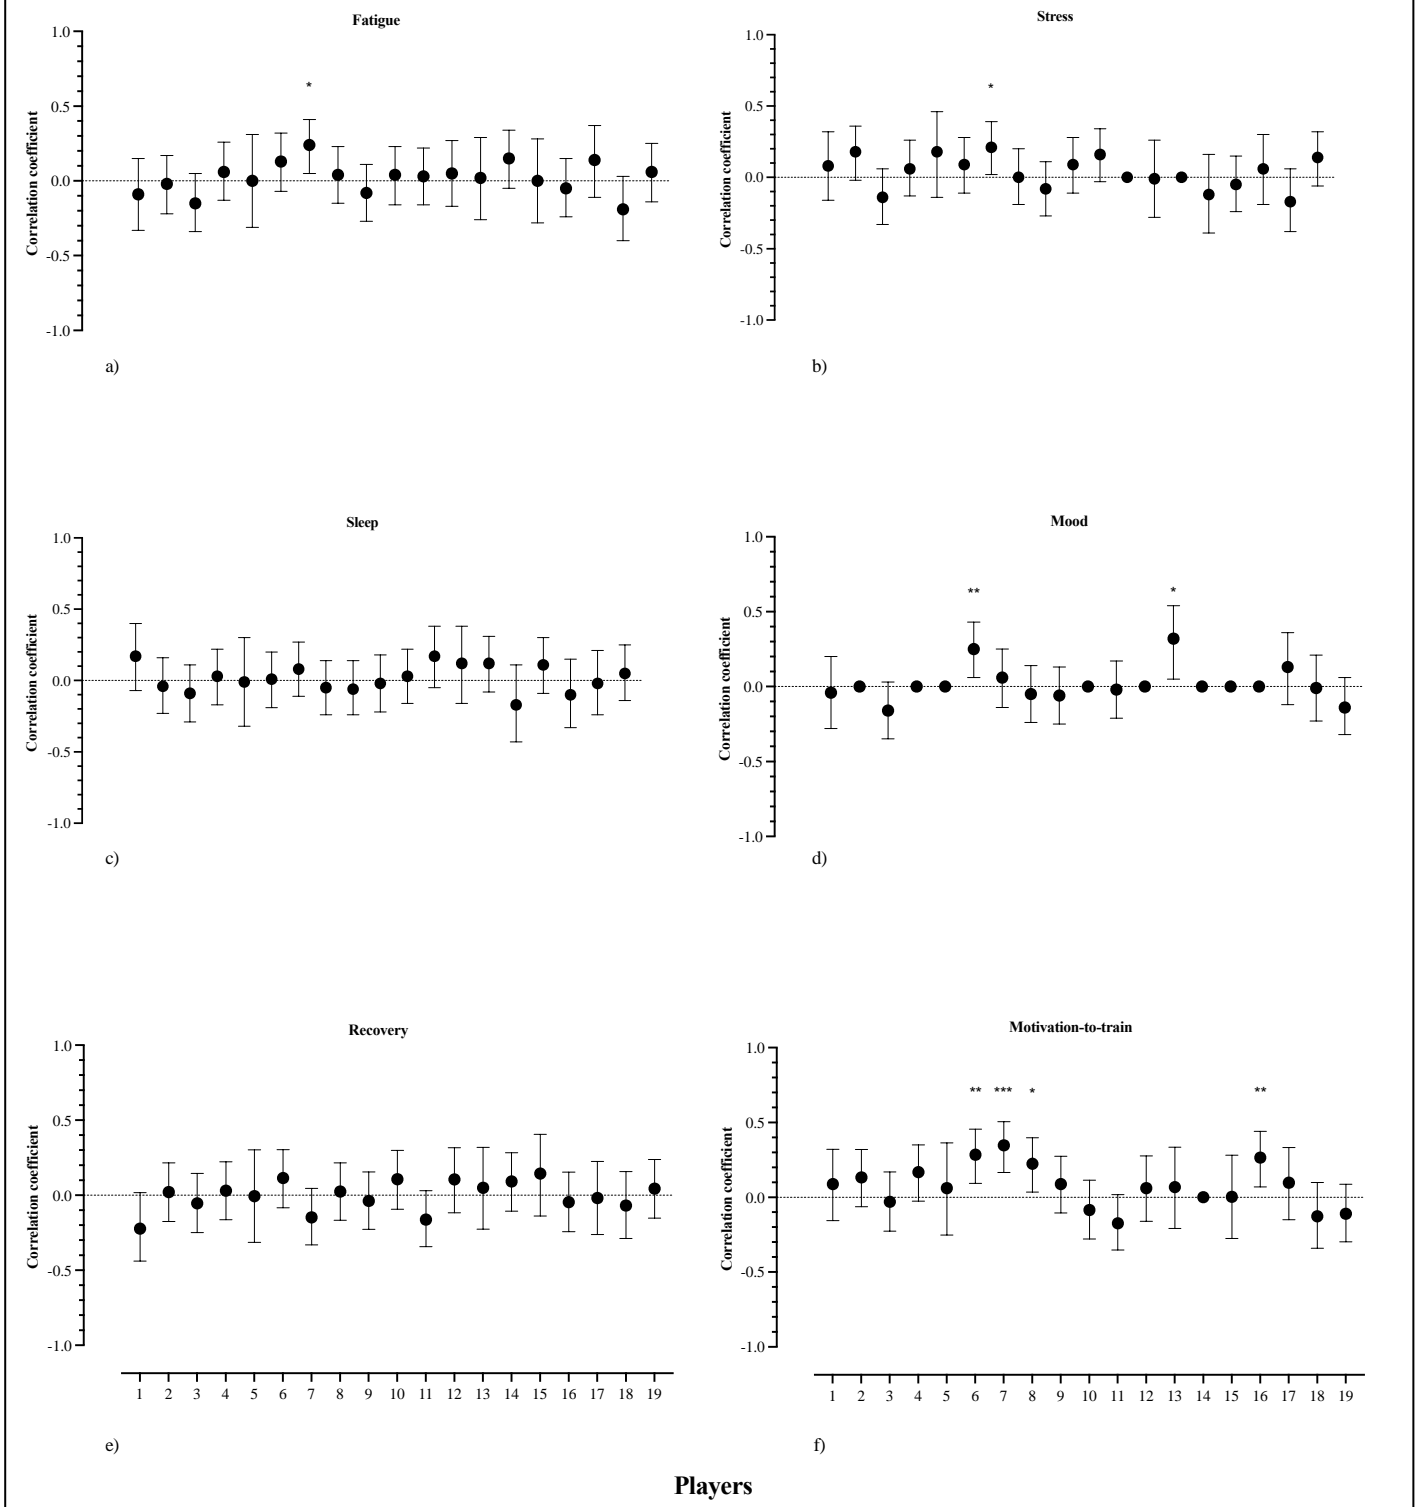 Fatigue
1.0
0.5
0.0
-0.5
-1.0
Correlation coefficient
*
a)
Stress
1.0
0.5
0.0
-0.5
-1.0
Correlation coefficient
*
b)
Sleep
1.0
0.5
0.0
-0.5
-1.0
Correlation coefficient
c)
Mood
1.0
0.5
0.0
-0.5
-1.0
Correlation coefficient
** *
d)
Recovery
1.0
0.5
0.0
-0.5
-1.0
Correlation coefficient
1 2 3 4 5 6 7 8 9 10 11 12 13 14 15 16 17 18 19
e)
Motivation-to-train
1.0
0.5
0.0
-0.5
-1.0
Correlation coefficient
** *** * **
1 2 3 4 5 6 7 8 9 10 11 12 13 14 15 16 17 18 19
f)
Players